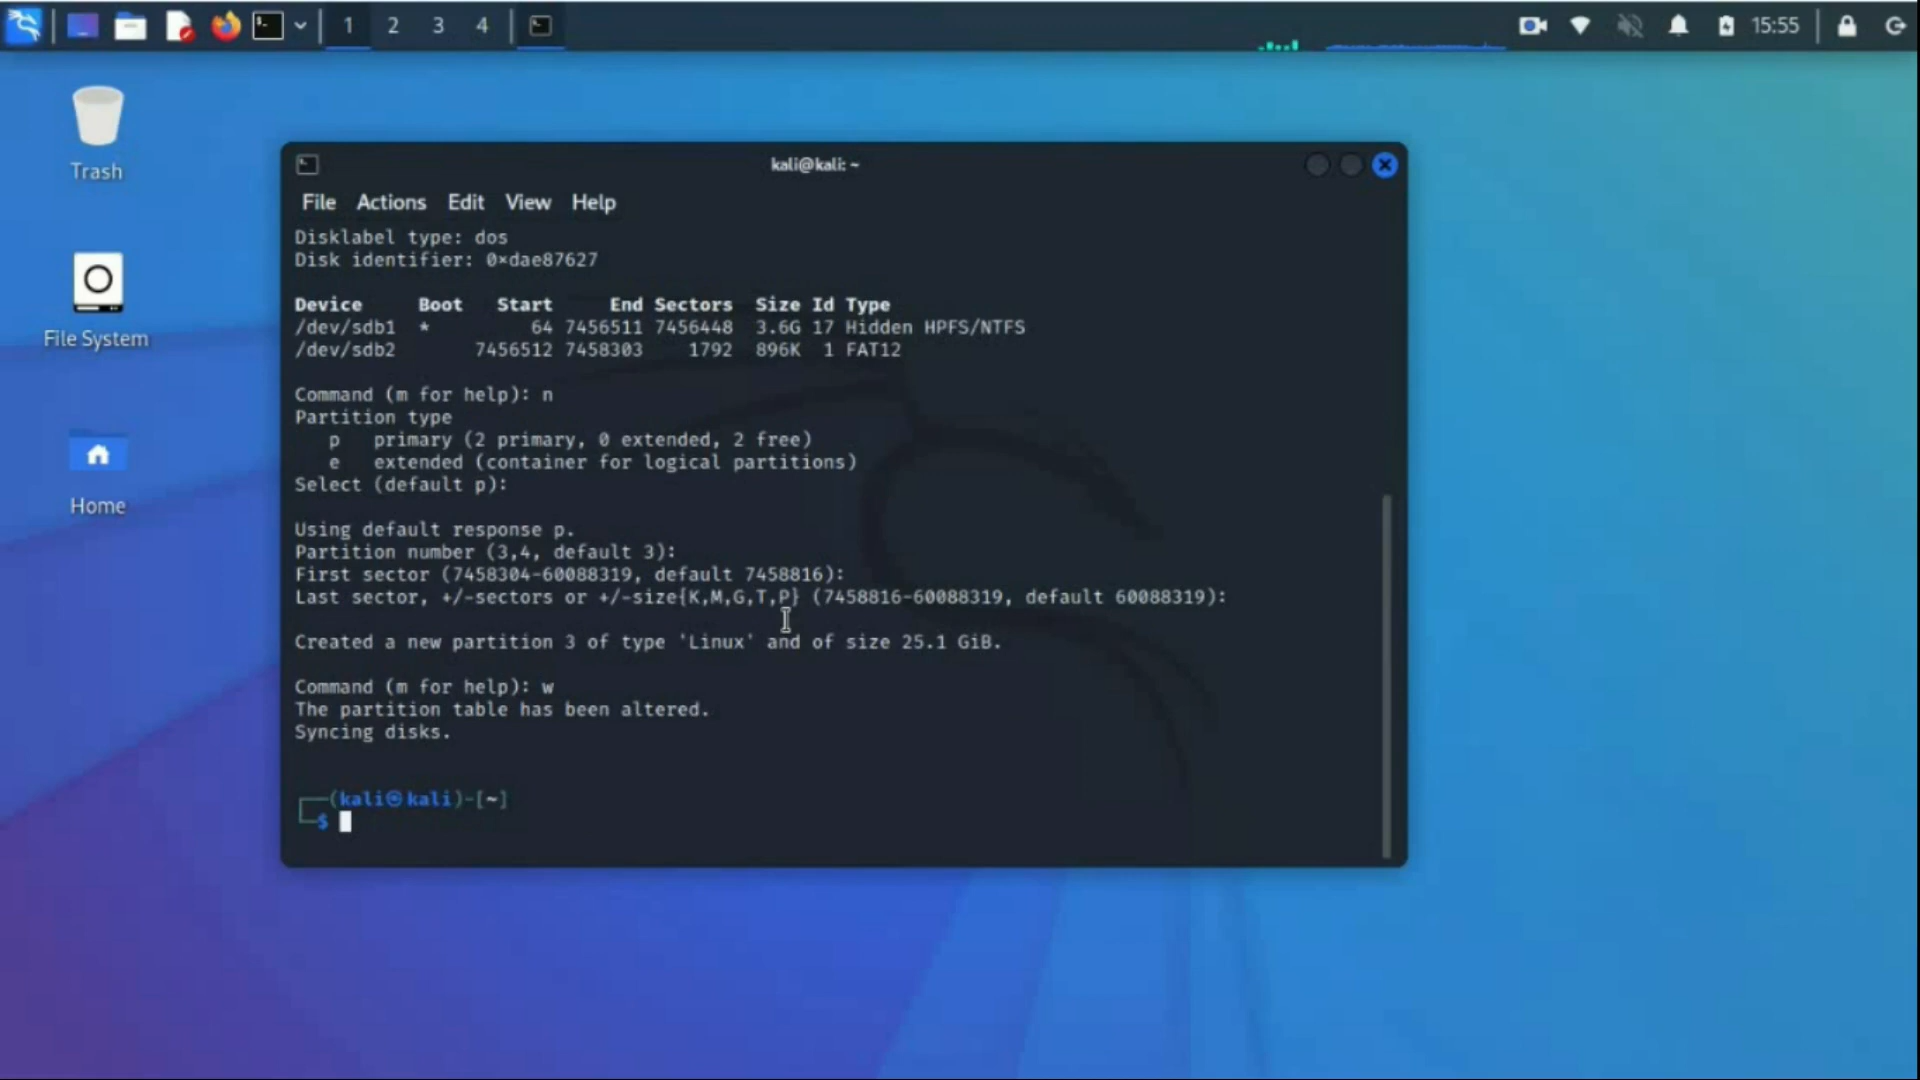 1 2 3 4 15:55
Trash
File System
Home
kali@kali: ~
File Actions Edit View Help
Disklabel type: dos
Disk identifier: 0×dae87627
Device Boot Start End Sectors Size Id Type
/dev/sdb1 * 64 7456511 7456448 3.6G 17 Hidden HPFS/NTFS
/dev/sdb2 7456512 7458303 1792 896K 1 FAT12
Command (m for help): n
Partition type
p primary (2 primary, 0 extended, 2 free)
e extended (container for logical partitions)
Select (default p):
Using default response p.
Partition number (3,4, default 3):
First sector (7458304-60088319, default 7458816):
Last sector, +/-sectors or +/-size{K,M,G,T,P} (7458816-60088319, default 60088319):
Created a new partition 3 of type 'Linux' and of size 25.1 GiB.
Command (m for help): w
The partition table has been altered.
Syncing disks.
┌──(kali㉿kali)-[~]
└─$